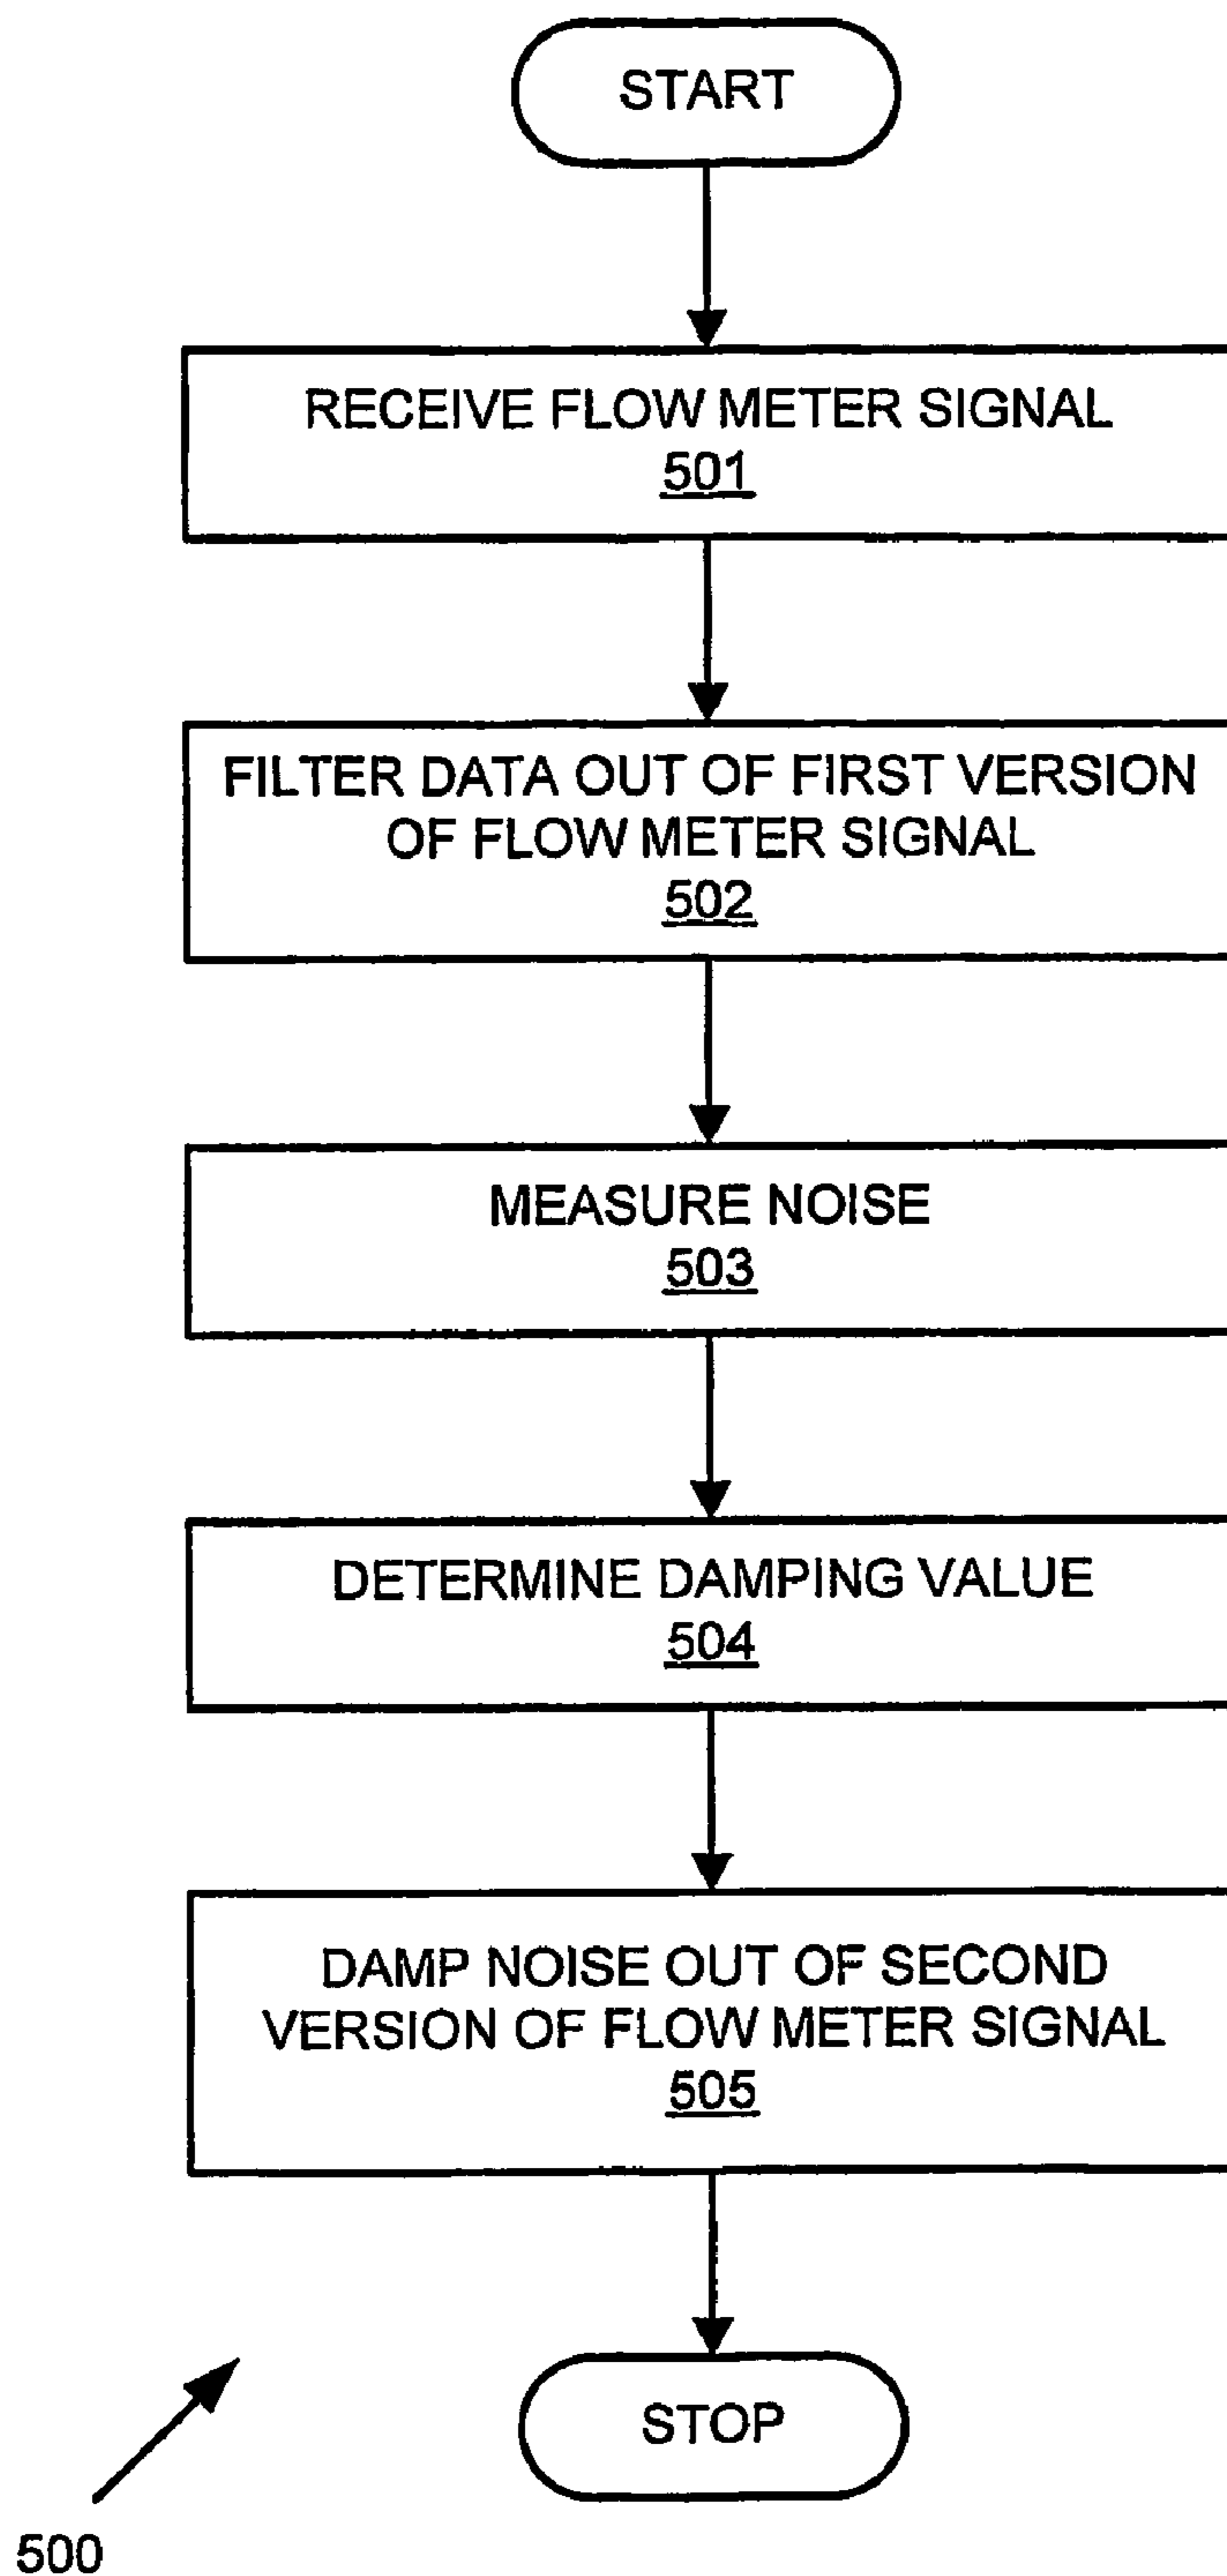 START
RECEIVE FLOW METER SIGNAL
501
FILTER DATA OUT OF FIRST VERSION
OF FLOW METER SIGNAL
502
MEASURE NOISE
503
DETERMINE DAMPING VALUE
504
DAMP NOISE OUT OF SECOND
VERSION OF FLOW METER SIGNAL
505
STOP
500